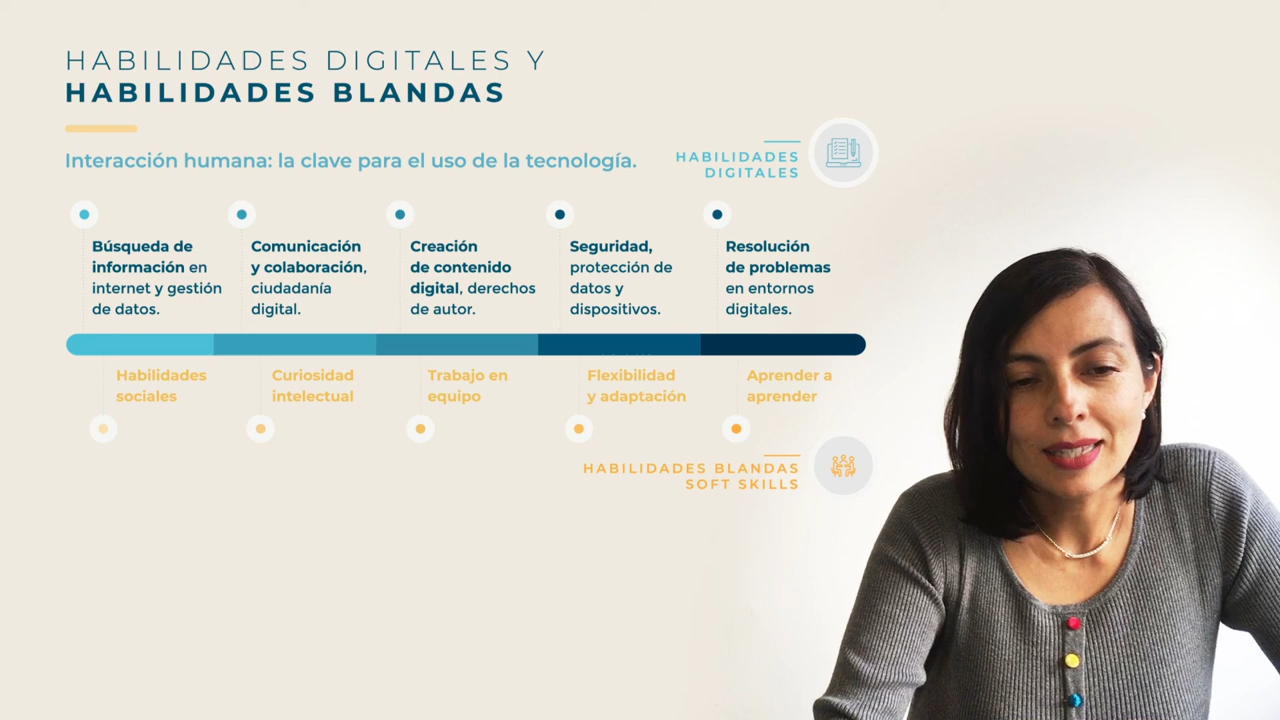 HABILIDADES DIGITALES Y
HABILIDADES BLANDAS
Interacción humana: la clave para el uso de la tecnología.
HABILIDADES
DIGITALES
Búsqueda de
información en
internet y gestión
de datos.
Comunicación
y colaboración,
ciudadanía
digital.
Creación
de contenido
digital, derechos
de autor.
Seguridad,
protección de
datos y
dispositivos.
Resolución
de problemas
en entornos
digitales.
Habilidades
sociales
Curiosidad
intelectual
Trabajo en
equipo
Flexibilidad
y adaptación
Aprender a
aprender
HABILIDADES BLANDAS
SOFT SKILLS